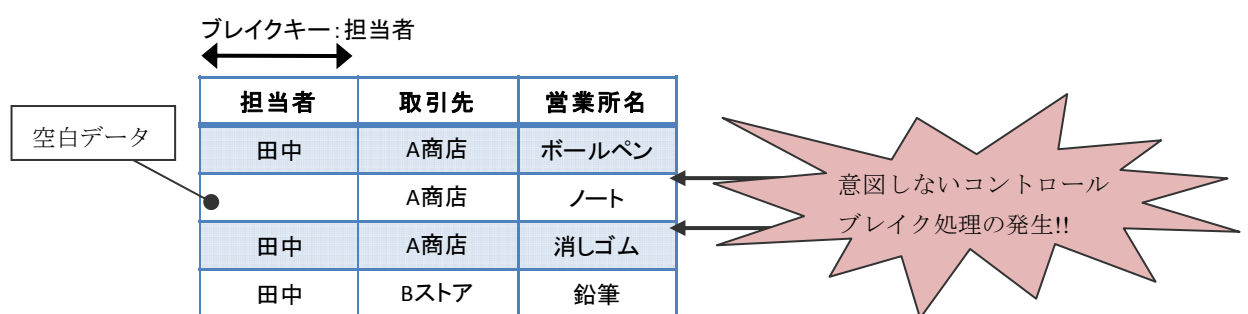 ブレイクキー：担当者
担当者 取引先 営業所名
空白データ
田中 A商店 ボールペン
A商店 ノート
田中 A商店 消しゴム
田中 Bストア 鉛筆
意図しないコントロール
ブレイク処理の発生!!